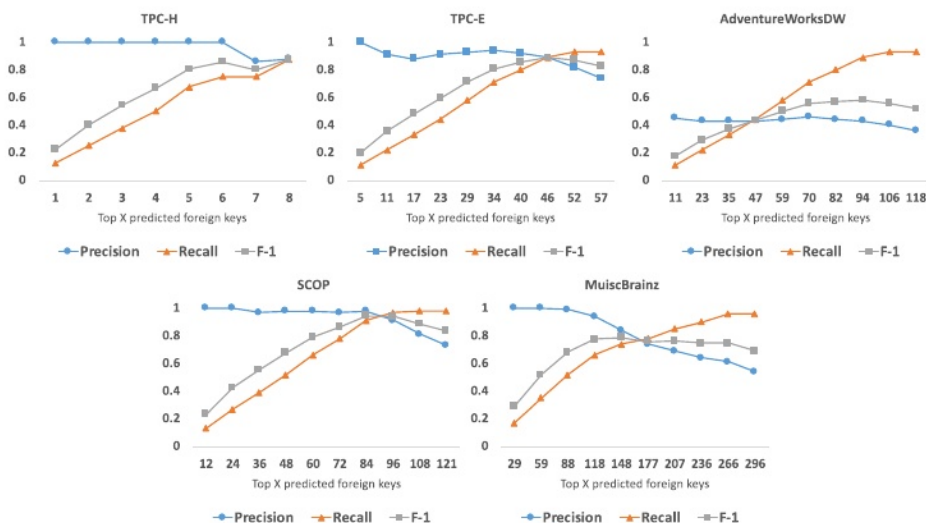 TPC-H
1
0.8
0.6
0.4
0.2
0
1 2 3 4 5 6 7 8
Top X predicted foreign keys
Precision Recall F-1
TPC-E
1
0.8
0.6
0.4
0.2
0
5 11 17 23 29 34 40 46 52 57
Top X predicted foreign keys
Precision Recall F-1
AdventureWorksDW
1
0.8
0.6
0.4
0.2
0
11 23 35 47 59 70 82 94 106 118
Top X predicted foreign keys
Precision Recall F-1
SCOP
1
0.8
0.6
0.4
0.2
0
12 24 36 48 60 72 84 96 108 121
Top X predicted foreign keys
Precision Recall F-1
MuiscBrainz
1
0.8
0.6
0.4
0.2
0
29 59 88 118 148 177 207 236 266 296
Top X predicted foreign keys
Precision Recall F-1